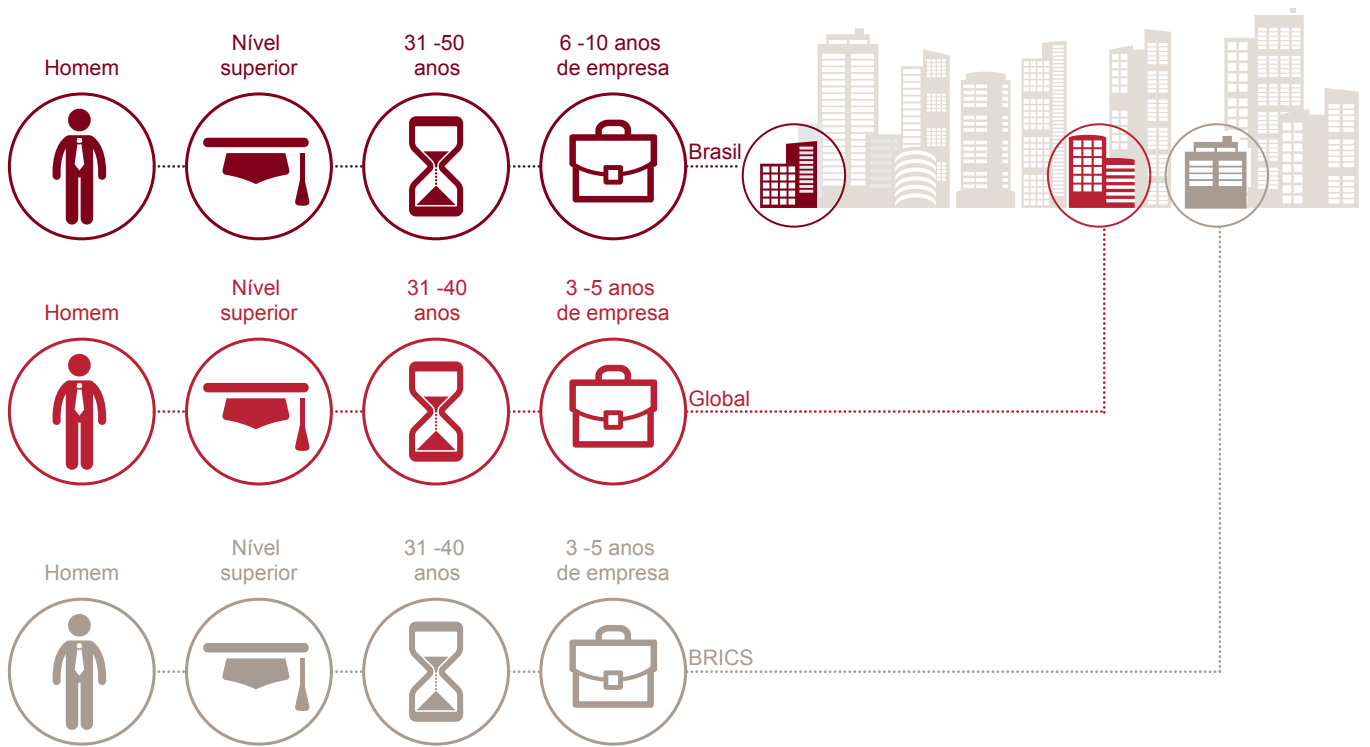 Homem
Nível
superior
31 -50
anos
6 -10 anos
de empresa
Brasil
Homem
Nível
superior
31 -40
anos
3 -5 anos
de empresa
Global
Homem
Nível
superior
31 -40
anos
3 -5 anos
de empresa
BRICS